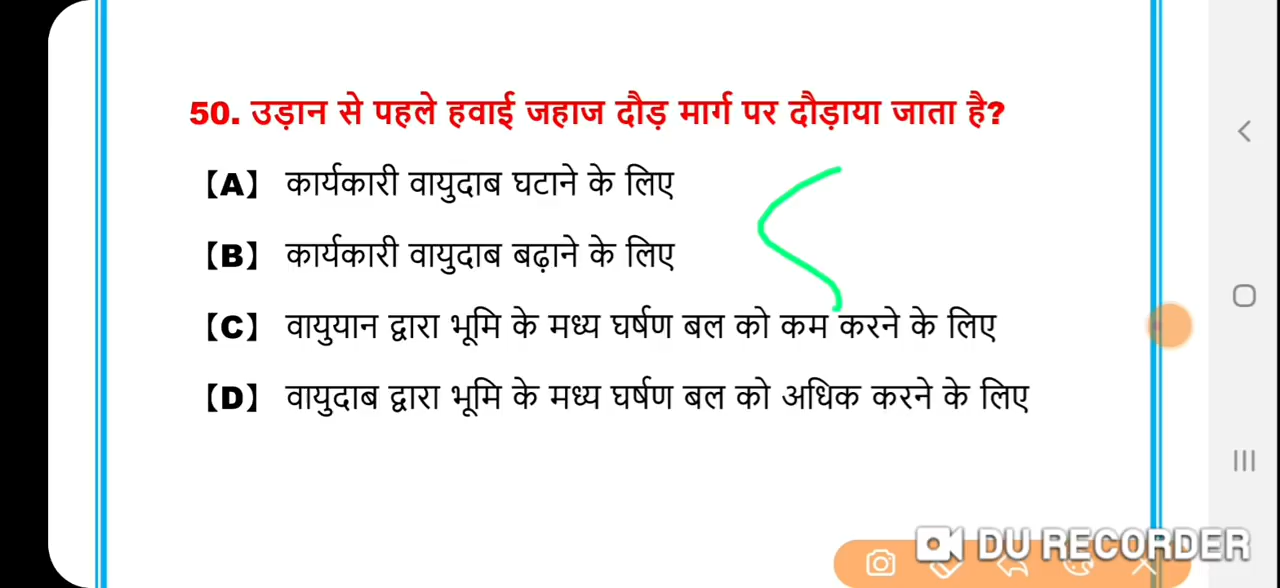 50. उड़ान से पहले हवाई जहाज दौड़ मार्ग पर दौड़ाया जाता है?
【A】 कार्यकारी वायुदाब घटाने के लिए
【B】 कार्यकारी वायुदाब बढ़ाने के लिए
【C】 वायुयान द्वारा भूमि के मध्य घर्षण बल को कम करने के लिए
【D】 वायुदाब द्वारा भूमि के मध्य घर्षण बल को अधिक करने के लिए
DU RECORDER